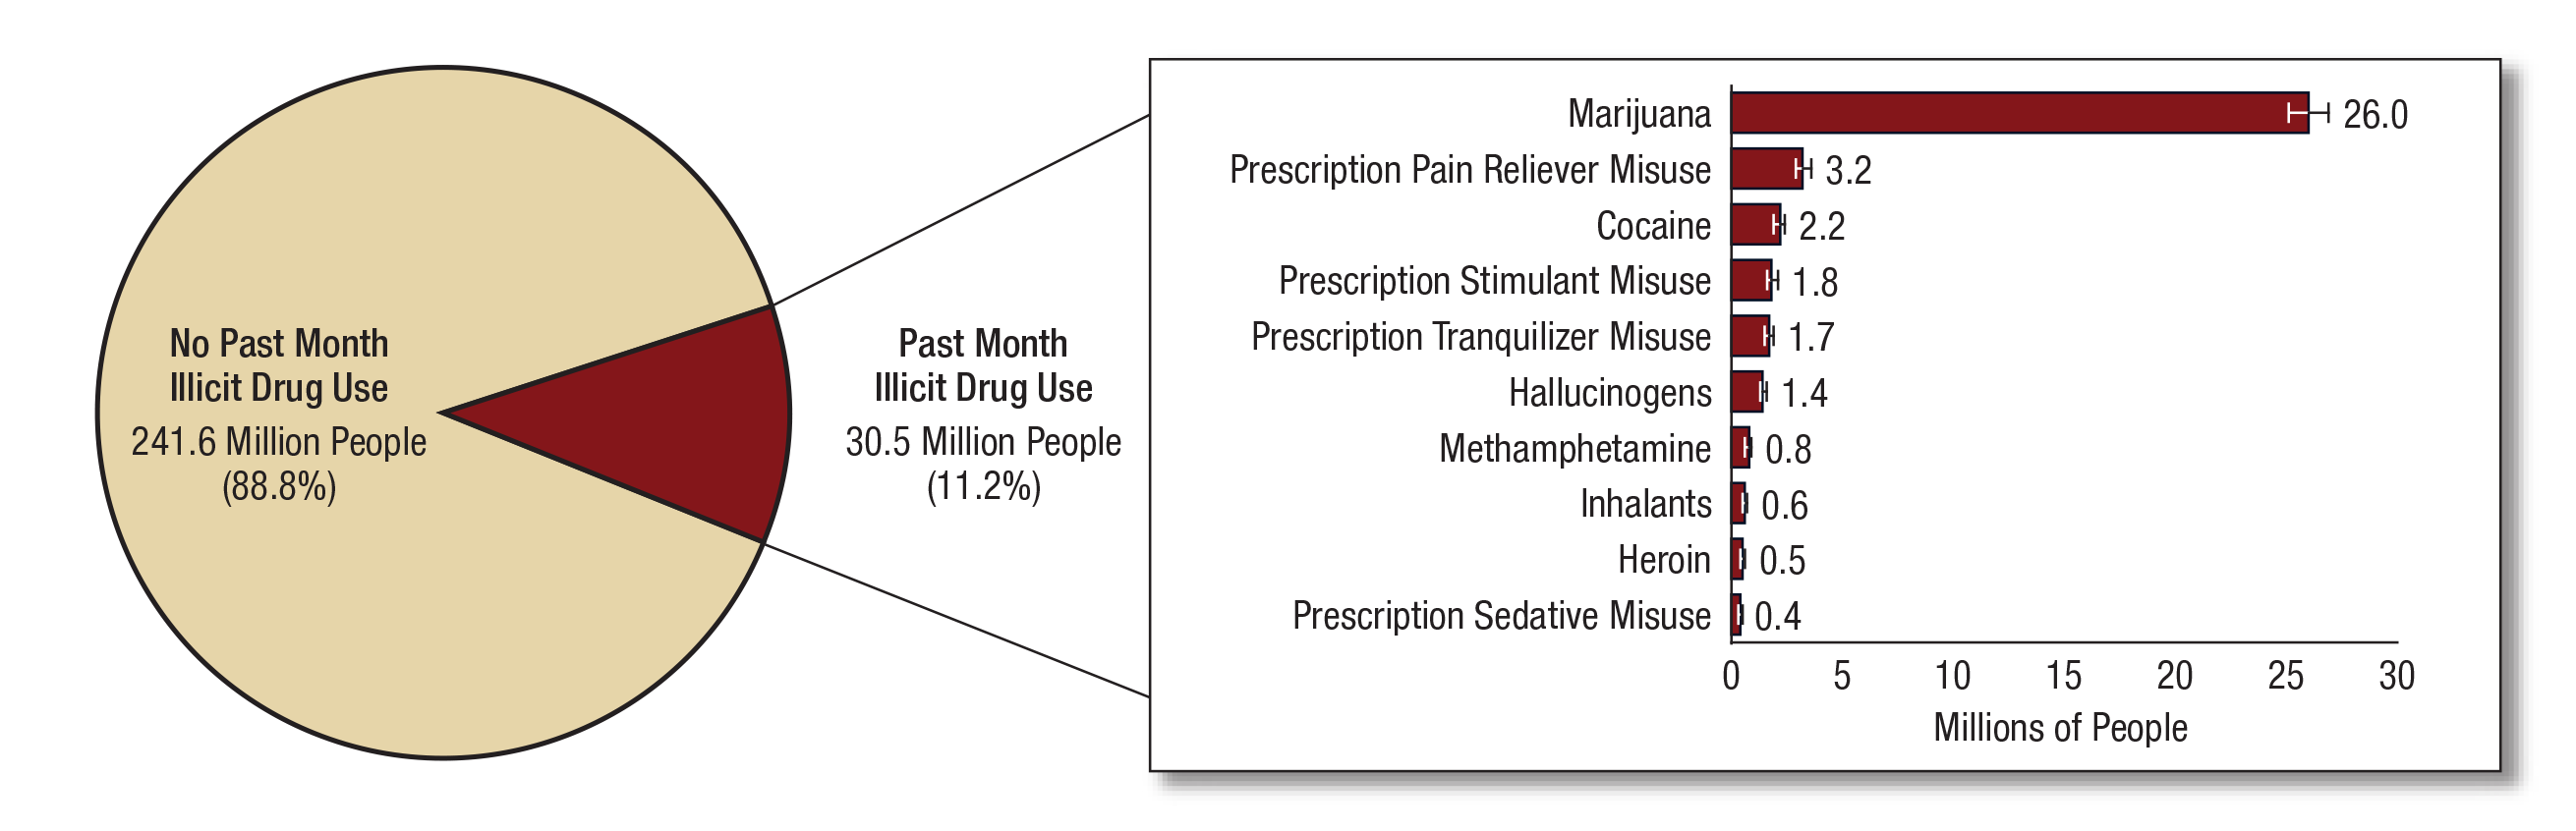 No Past Month
Illicit Drug Use
241.6 Million People
(88.8%)
Past Month
Illicit Drug Use
30.5 Million People
(11.2%)
Marijuana 26.0
Prescription Pain Reliever Misuse 3.2
Cocaine 2.2
Prescription Stimulant Misuse 1.8
Prescription Tranquilizer Misuse 1.7
Hallucinogens 1.4
Methamphetamine 0.8
Inhalants 0.6
Heroin 0.5
Prescription Sedative Misuse 0.4
0 5 10 15 20 25 30
Millions of People